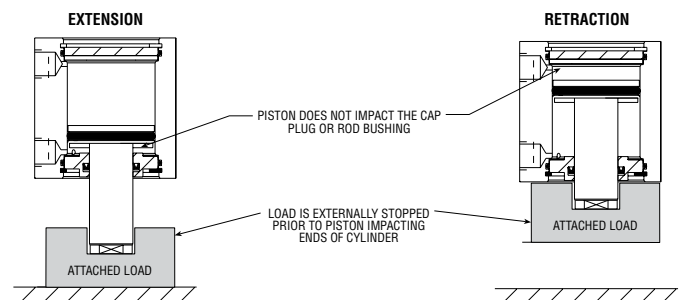 EXTENSION
RETRACTION
PISTON DOES NOT IMPACT THE CAP
PLUG OR ROD BUSHING
LOAD IS EXTERNALLY STOPPED
PRIOR TO PISTON IMPACTING
ENDS OF CYLINDER
ATTACHED LOAD
ATTACHED LOAD